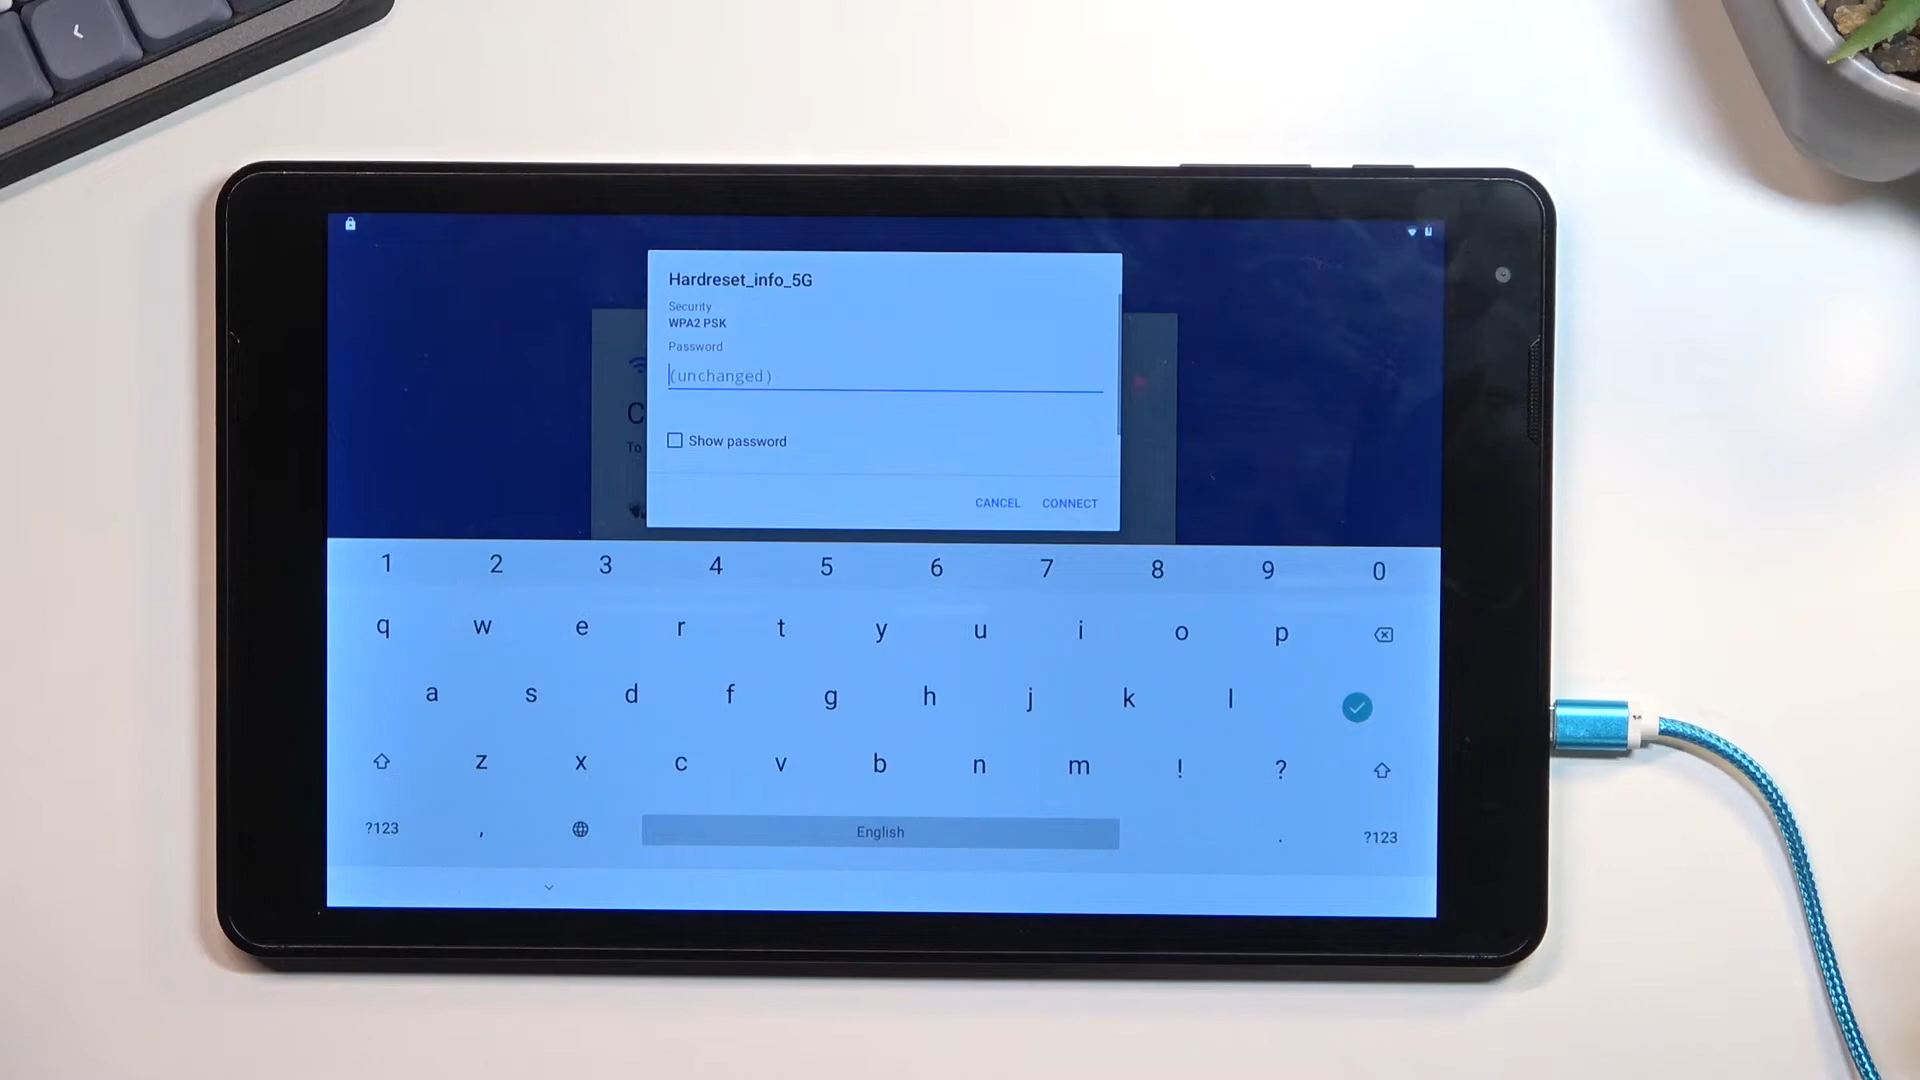 Hardreset_info_5G
Security
WPA2 PSK
Password
(unchanged)
C
To
Show password
CANCEL CONNECT
1 2 3 4 5 6 7 8 9 0
q w e r t y u i o p
a s d f g h j k l
z x c v b n m ! ?
?123 , English . ?123